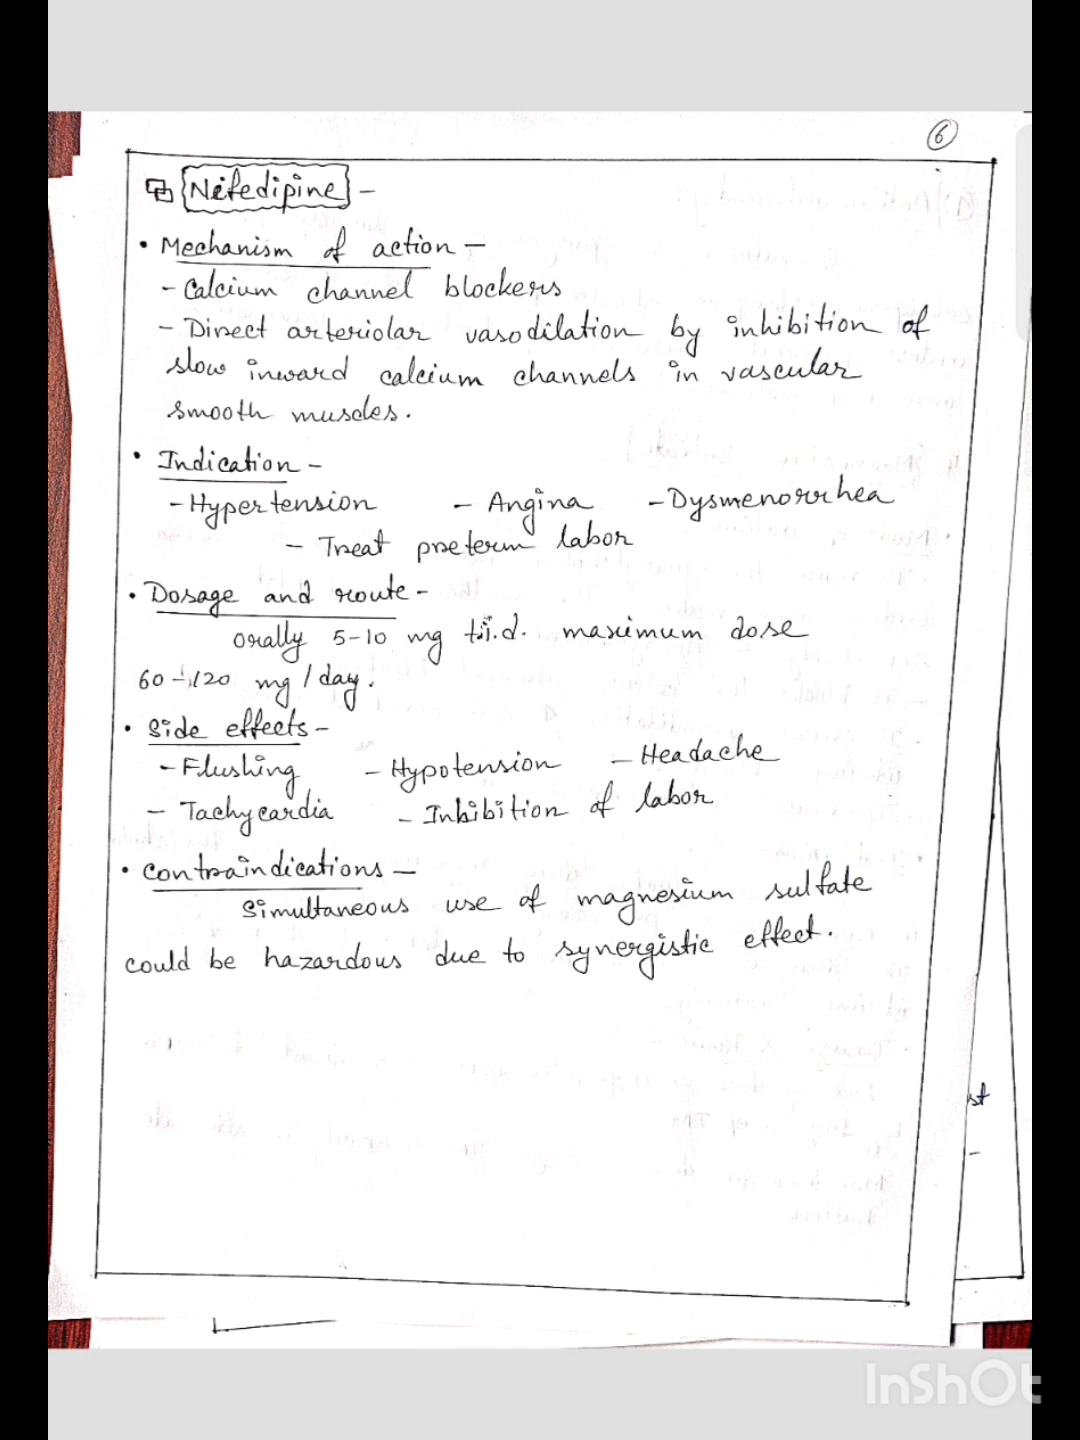 6
Nifedipine -
• Mechanism of action -
- Calcium channel blockers
- Direct arteriolar vasodilation by inhibition of
slow inward calcium channels in vascular
smooth muscles.
• Indication -
- Hypertension - Angina - Dysmenorrhea
- Treat preterm labor
• Dosage and route -
orally 5-10 mg t.i.d. maximum dose
60-120 mg/day.
• Side effects -
- Flushing - Hypotension - Headache
- Tachycardia - Inhibition of labor
• Contraindications -
Simultaneous use of magnesium sulfate
could be hazardous due to synergistic effect.
st
-
InShOt